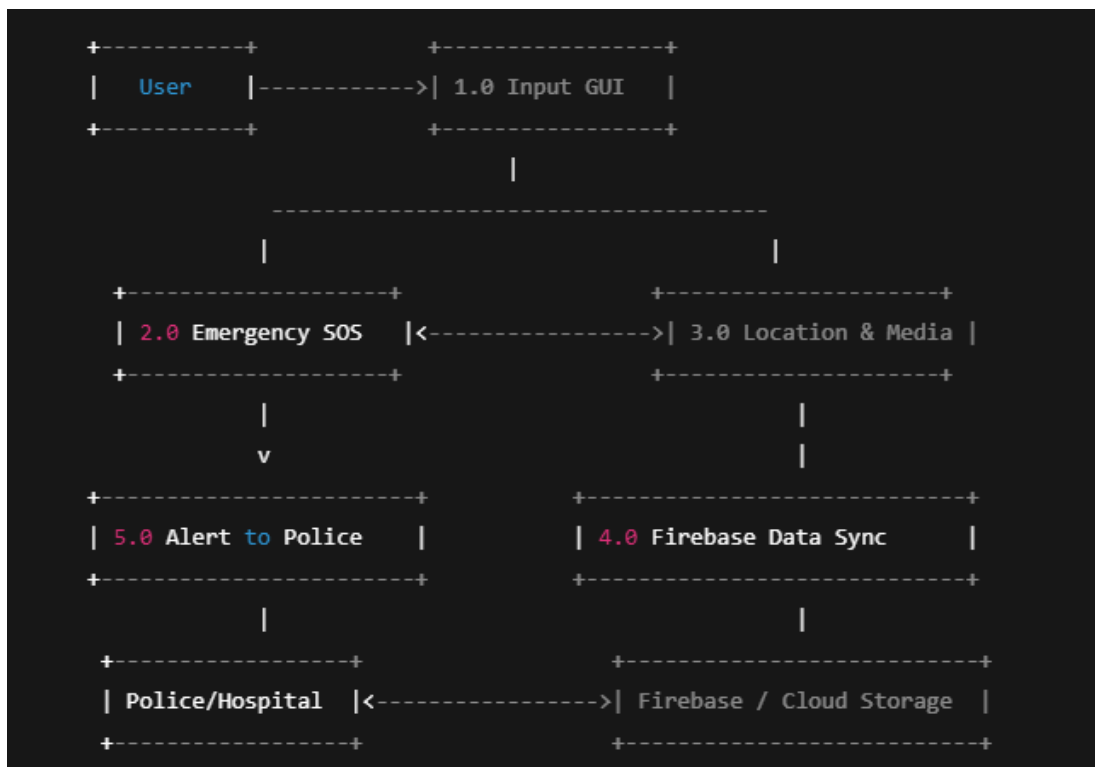 User 1.0 Input GUI
2.0 Emergency SOS 3.0 Location & Media
5.0 Alert to Police 4.0 Firebase Data Sync
Police/Hospital Firebase / Cloud Storage